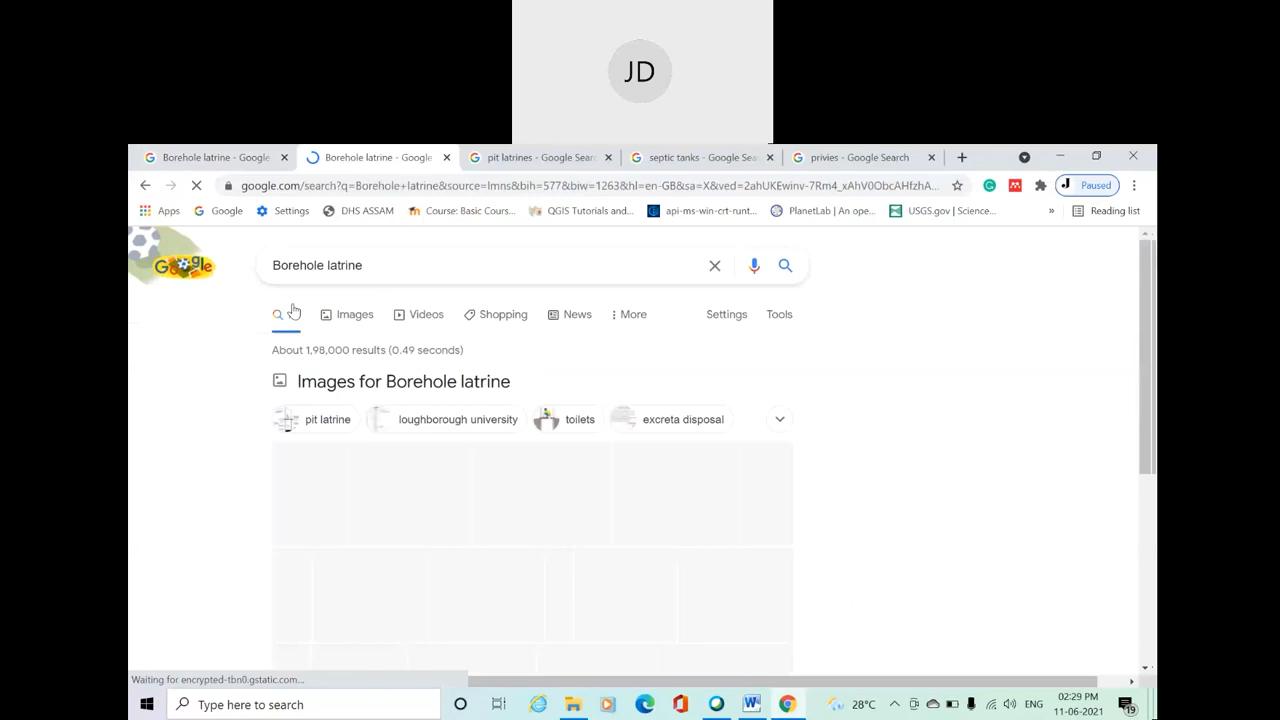 JD
Borehole latrine - Google
Borehole latrine - Google
pit latrines - Google Searc
septic tanks - Google Sea
privies - Google Search
google.com/search?q=Borehole+latrine&source=lmns&bih=577&biw=1263&hl=en-GB&sa=X&ved=2ahUKEwinv-7Rm4_xAhV0ObcAHfzhA...
J
Paused
Apps
Google
Settings
DHS ASSAM
Course: Basic Cours...
QGIS Tutorials and...
api-ms-win-crt-runt...
PlanetLab | An ope...
USGS.gov | Science...
»
Reading list
Google
Borehole latrine
Images
Videos
Shopping
News
More
Settings
Tools
About 1,98,000 results (0.49 seconds)
Images for Borehole latrine
pit latrine
loughborough university
toilets
excreta disposal
Waiting for encrypted-tbn0.gstatic.com...
Type here to search
28°C
ENG
02:29 PM
11-06-2021
19